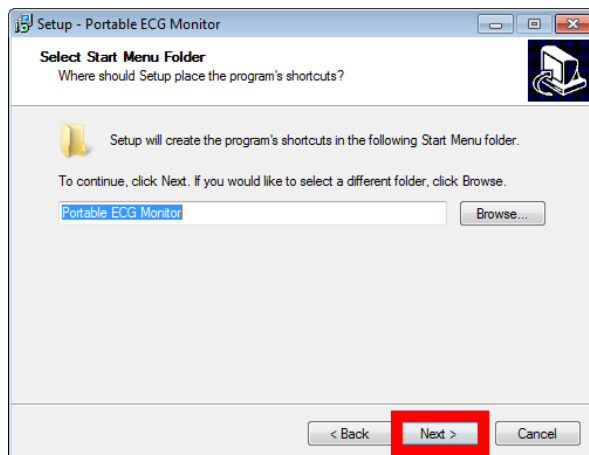 Setup - Portable ECG Monitor
Select Start Menu Folder
Where should Setup place the program's shortcuts?
Setup will create the program's shortcuts in the following Start Menu folder.
To continue, click Next. If you would like to select a different folder, click Browse.
Portable ECG Monitor
Browse...
< Back
Next >
Cancel